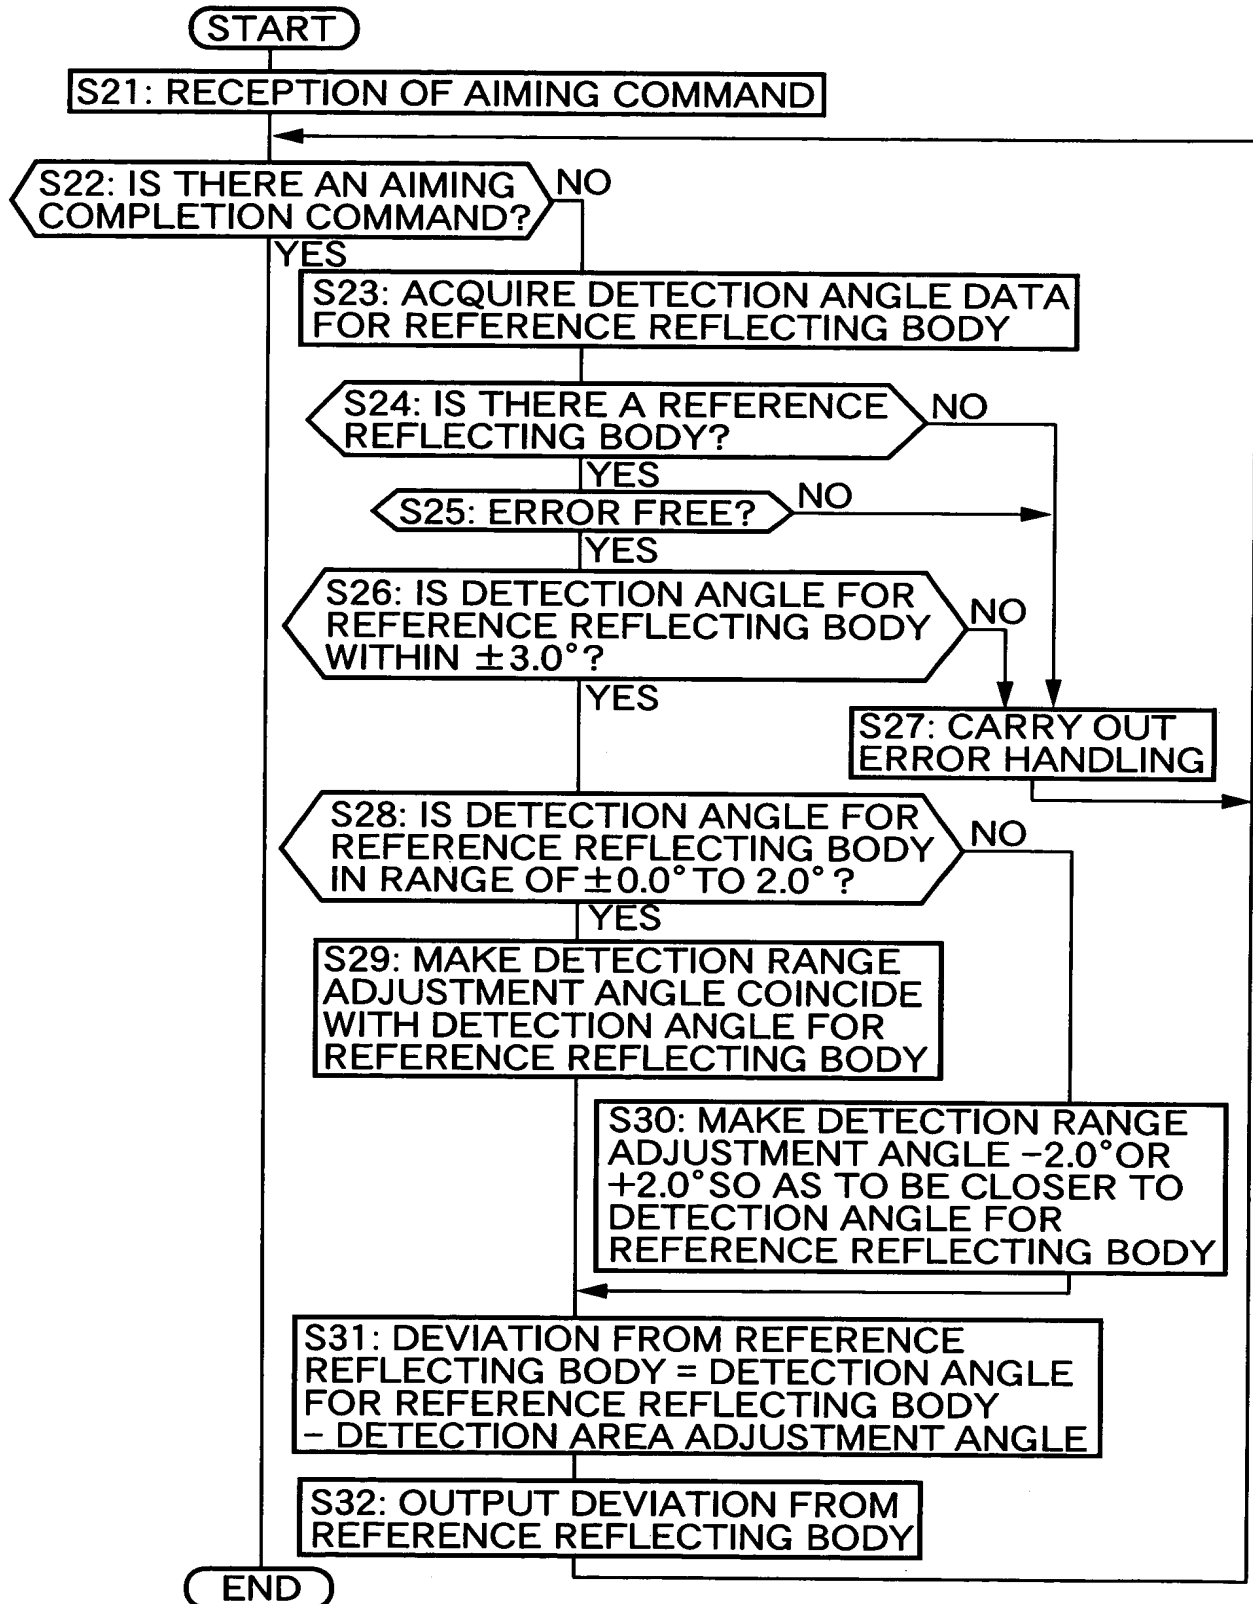 START
S21: RECEPTION OF AIMING COMMAND
S22: IS THERE AN AIMING
COMPLETION COMMAND?
NO
YES
S23: ACQUIRE DETECTION ANGLE DATA
FOR REFERENCE REFLECTING BODY
S24: IS THERE A REFERENCE
REFLECTING BODY?
NO
YES
S25: ERROR FREE?
NO
YES
S26: IS DETECTION ANGLE FOR
REFERENCE REFLECTING BODY
WITHIN ±3.0°?
NO
YES
S27: CARRY OUT
ERROR HANDLING
S28: IS DETECTION ANGLE FOR
REFERENCE REFLECTING BODY
IN RANGE OF ±0.0° TO 2.0°?
NO
YES
S29: MAKE DETECTION RANGE
ADJUSTMENT ANGLE COINCIDE
WITH DETECTION ANGLE FOR
REFERENCE REFLECTING BODY
S30: MAKE DETECTION RANGE
ADJUSTMENT ANGLE −2.0° OR
+2.0° SO AS TO BE CLOSER TO
DETECTION ANGLE FOR
REFERENCE REFLECTING BODY
S31: DEVIATION FROM REFERENCE
REFLECTING BODY = DETECTION ANGLE
FOR REFERENCE REFLECTING BODY
− DETECTION AREA ADJUSTMENT ANGLE
S32: OUTPUT DEVIATION FROM
REFERENCE REFLECTING BODY
END